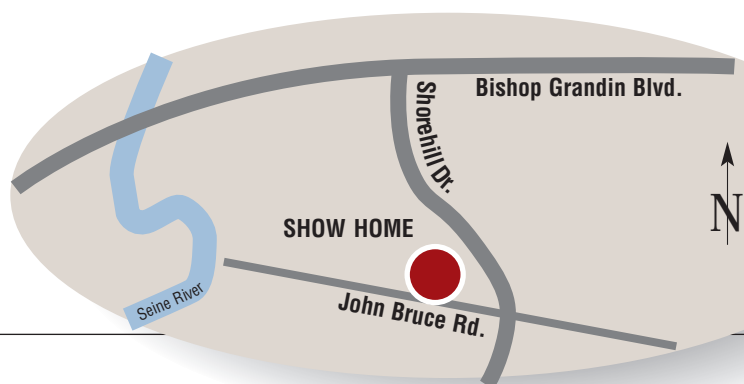 Bishop Grandin Blvd.
Shorehill Dr.
N
SHOW HOME
Seine River
John Bruce Rd.